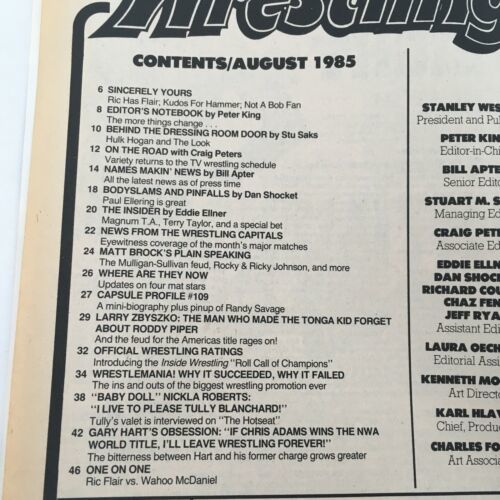 Wrestling
CONTENTS/AUGUST 1985
6 SINCERELY YOURS
Ric Has Flair; Kudos For Hammer; Not A Bob Fan
8 EDITOR'S NOTEBOOK by Peter King
The more things change . . .
10 BEHIND THE DRESSING ROOM DOOR by Stu Saks
Hulk Hogan and The Look
12 ON THE ROAD with Craig Peters
Variety returns to the TV wrestling schedule
14 NAMES MAKIN' NEWS by Bill Apter
All the latest news as of press time
18 BODYSLAMS AND PINFALLS by Dan Shocket
Paul Ellering is great
20 THE INSIDER by Eddie Ellner
Magnum T.A., Terry Taylor, and a special bet
22 NEWS FROM THE WRESTLING CAPITALS
Eyewitness coverage of the month's major matches
24 MATT BROCK'S PLAIN SPEAKING
The Mulligan-Sullivan feud, Rocky & Ricky Johnson, and more
26 WHERE ARE THEY NOW
Updates on four mat stars
27 CAPSULE PROFILE #109
A mini-biography plus pinup of Randy Savage
29 LARRY ZBYSZKO: THE MAN WHO MADE TONGA KID FORGET
ABOUT RODDY PIPER
And the feud for the Americas title rages on!
32 OFFICIAL WRESTLING RATINGS
Introducing the Inside Wrestling "Roll Call of Champions"
34 WRESTLEMANIA! WHY IT SUCCEEDED, WHY IT FAILED
The ins and outs of the biggest wrestling promotion ever
38 "BABY DOLL" NICKLA ROBERTS:
"I LIVE TO PLEASE TULLY BLANCHARD!"
Tully's valet is interviewed on "The Hotseat"
42 GARY HART'S OBSESSION: "IF CHRIS ADAMS WINS THE NWA
WORLD TITLE, I'LL LEAVE WRESTLING FOREVER!"
The bitterness between Hart and his former charge grows greater
46 ONE ON ONE
Ric Flair vs. Wahoo McDaniel
STANLEY WES
President and Pu
PETER KIN
Editor-in-Chi
BILL APTE
Senior Edit
STUART M. S
Managing Ed
CRAIG PETE
Associate Ed
EDDIE ELLN
DAN SHOCK
RICHARD COU
CHAZ FEN
JEFF RYA
Assistant Edit
LAURA OECH
Editorial Assi
KENNETH MO
Art Direc
KARL HLAV
Chief, Produc
CHARLES FO
Art Associa